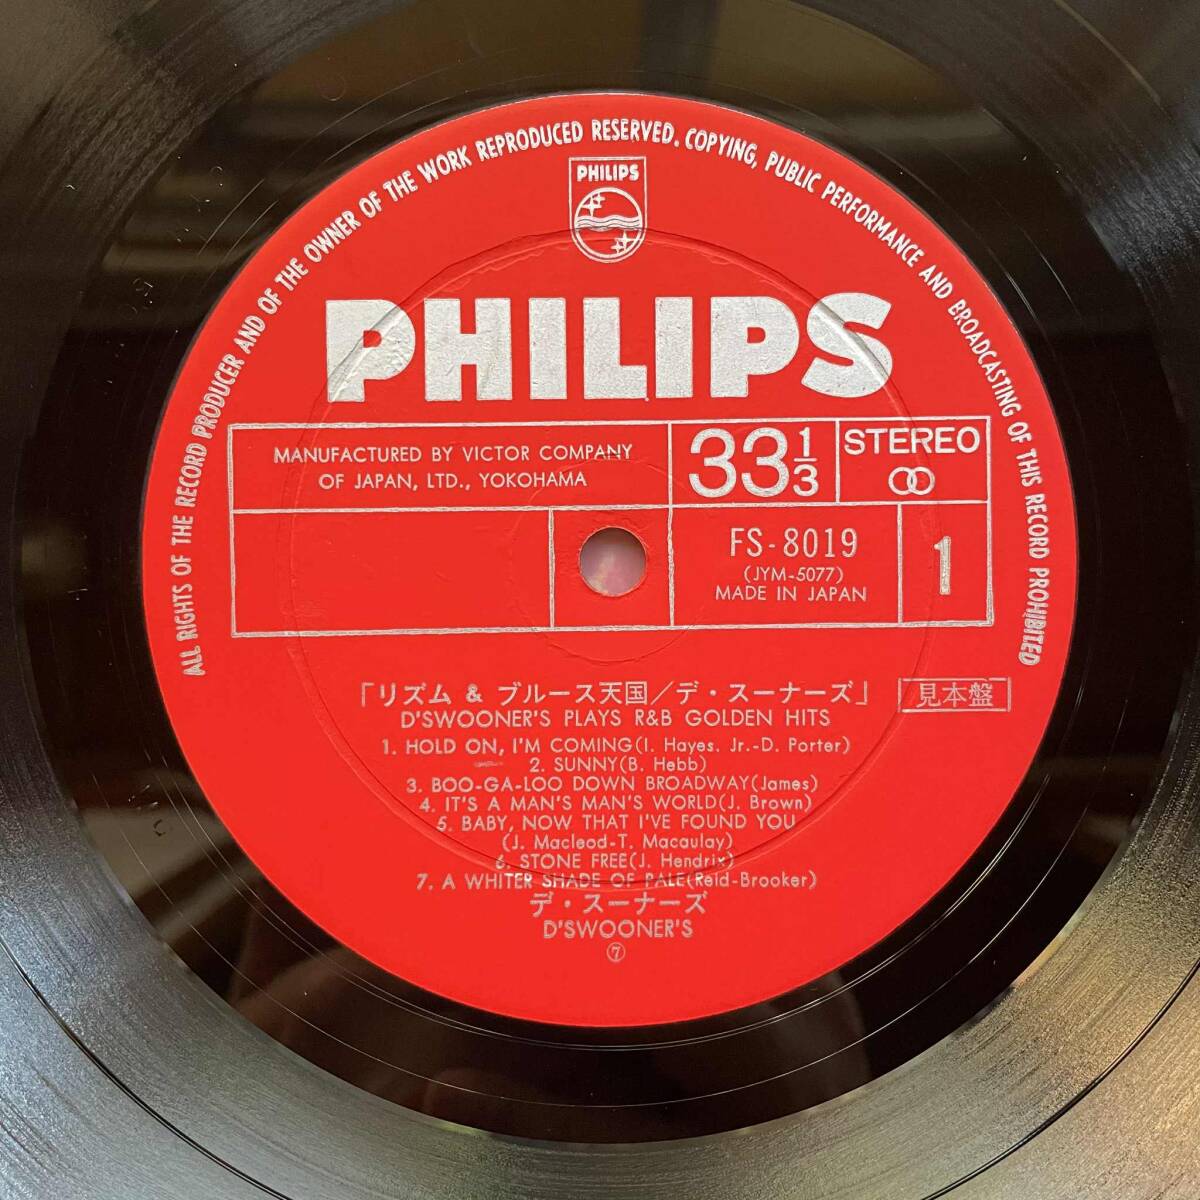 ALL RIGHTS OF THE RECORD PRODUCER AND OF THE OWNER OF THE WORK REPRODUCED RESERVED. COPYING, PUBLIC PERFORMANCE AND BROADCASTING OF THIS RECORD PROHIBITED
PHILIPS
PHILIPS
MANUFACTURED BY VICTOR COMPANY
OF JAPAN, LTD., YOKOHAMA
33 1/3
STEREO
FS-8019
(JYM-5077)
MADE IN JAPAN
1
「リズム & ブルース天国/デ・スーナーズ」
見本盤
D'SWOONER'S PLAYS R&B GOLDEN HITS
1. HOLD ON, I'M COMING(I. Hayes. Jr.-D. Porter)
2. SUNNY(B. Hebb)
3. BOO-GA-LOO DOWN BROADWAY(James)
4. IT'S A MAN'S MAN'S WORLD(J. Brown)
5. BABY, NOW THAT I'VE FOUND YOU
(J. Macleod-T. Macaulay)
6. STONE FREE(J. Hendrix)
7. A WHITER SHADE OF PALE(Reid-Brooker)
デ・スーナーズ
D'SWOONER'S
⑦